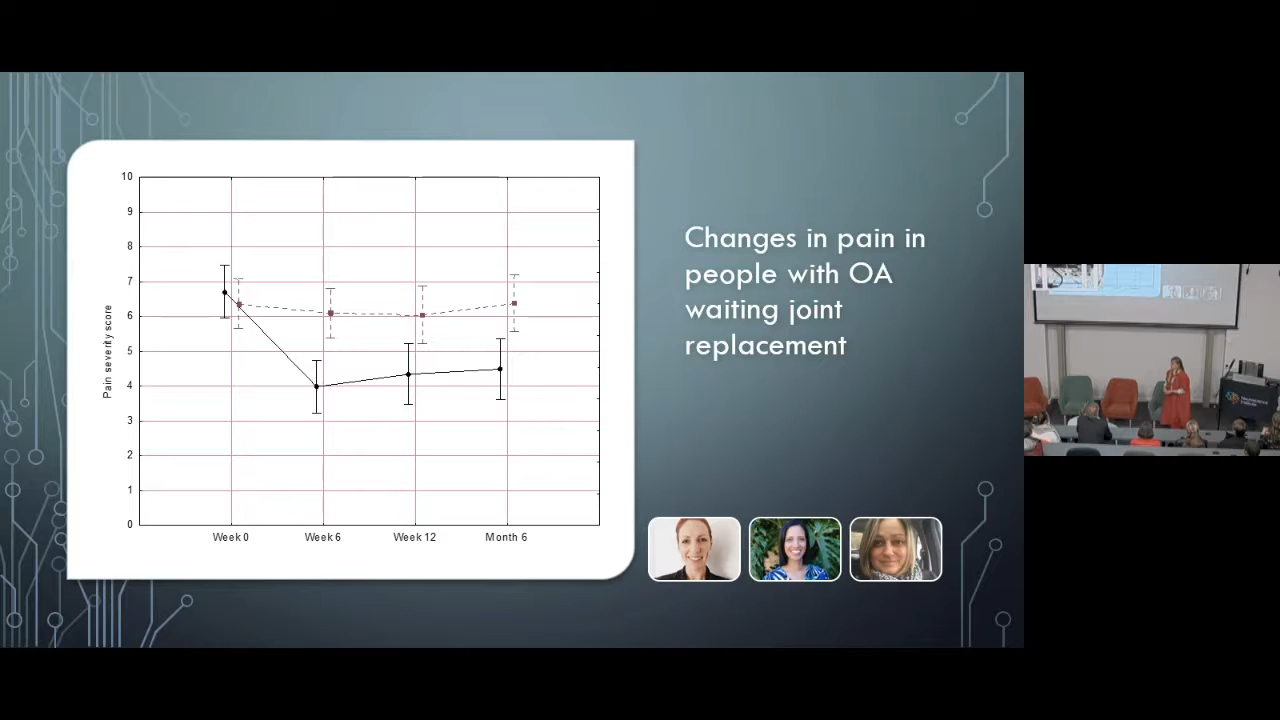 10
9
8
7
6
5
4
3
2
1
0
Pain severity score
Week 0
Week 6
Week 12
Month 6
Changes in pain in
people with OA
waiting joint
replacement